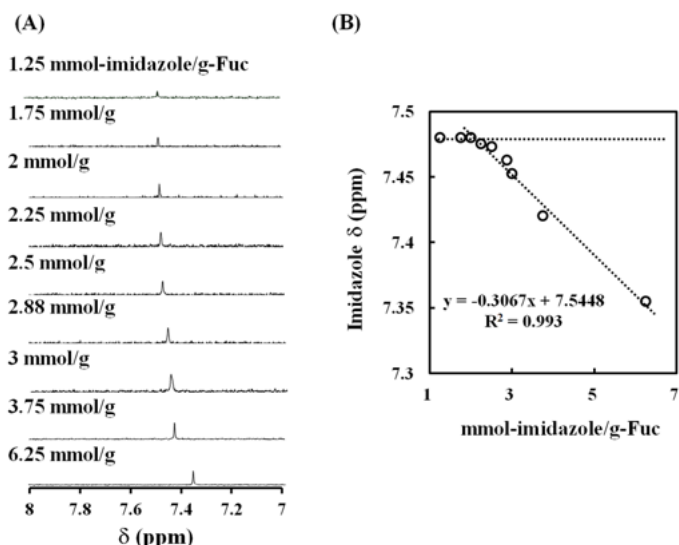 (A)
1.25 mmol-imidazole/g-Fuc
1.75 mmol/g
2 mmol/g
2.25 mmol/g
2.5 mmol/g
2.88 mmol/g
3 mmol/g
3.75 mmol/g
6.25 mmol/g
8 7.8 7.6 7.4 7.2 7
δ (ppm)
(B)
7.5
7.45
7.4
7.35
7.3
Imidazole δ (ppm)
y = -0.3067x + 7.5448
R² = 0.993
1 3 5 7
mmol-imidazole/g-Fuc